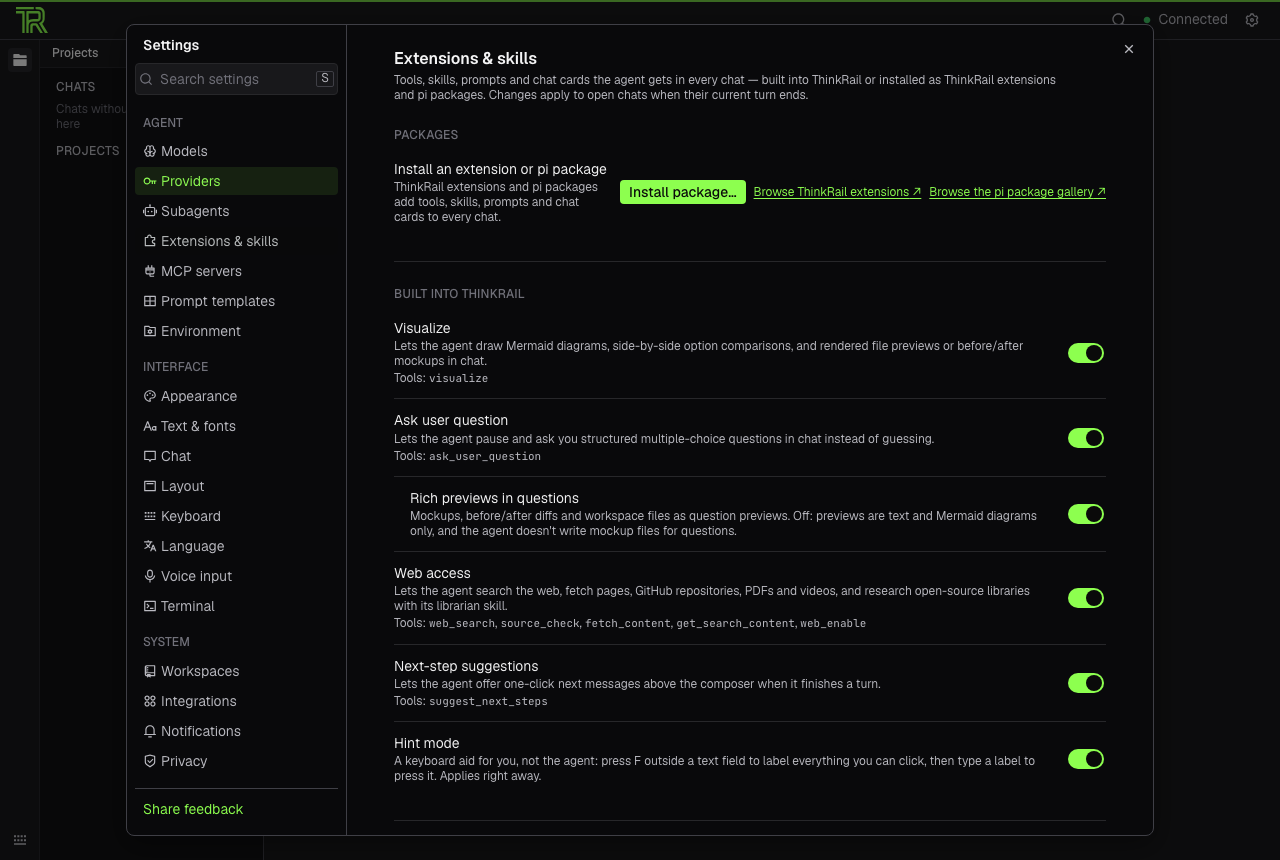 TR
Connected
Projects
CHATS
Chats withou
here
PROJECTS
Settings
Search settings
S
AGENT
Models
Providers
Subagents
Extensions & skills
MCP servers
Prompt templates
Environment
INTERFACE
Appearance
Text & fonts
Chat
Layout
Keyboard
Language
Voice input
Terminal
SYSTEM
Workspaces
Integrations
Notifications
Privacy
Share feedback
Extensions & skills
Tools, skills, prompts and chat cards the agent gets in every chat — built into ThinkRail or installed as ThinkRail extensions
and pi packages. Changes apply to open chats when their current turn ends.
PACKAGES
Install an extension or pi package
ThinkRail extensions and pi packages
add tools, skills, prompts and chat
cards to every chat.
Install package…
Browse ThinkRail extensions ↗
Browse the pi package gallery ↗
BUILT INTO THINKRAIL
Visualize
Lets the agent draw Mermaid diagrams, side-by-side option comparisons, and rendered file previews or before/after
mockups in chat.
Tools: visualize
Ask user question
Lets the agent pause and ask you structured multiple-choice questions in chat instead of guessing.
Tools: ask_user_question
Rich previews in questions
Mockups, before/after diffs and workspace files as question previews. Off: previews are text and Mermaid diagrams
only, and the agent doesn't write mockup files for questions.
Web access
Lets the agent search the web, fetch pages, GitHub repositories, PDFs and videos, and research open-source libraries
with its librarian skill.
Tools: web_search, source_check, fetch_content, get_search_content, web_enable
Next-step suggestions
Lets the agent offer one-click next messages above the composer when it finishes a turn.
Tools: suggest_next_steps
Hint mode
A keyboard aid for you, not the agent: press F outside a text field to label everything you can click, then type a label to
press it. Applies right away.